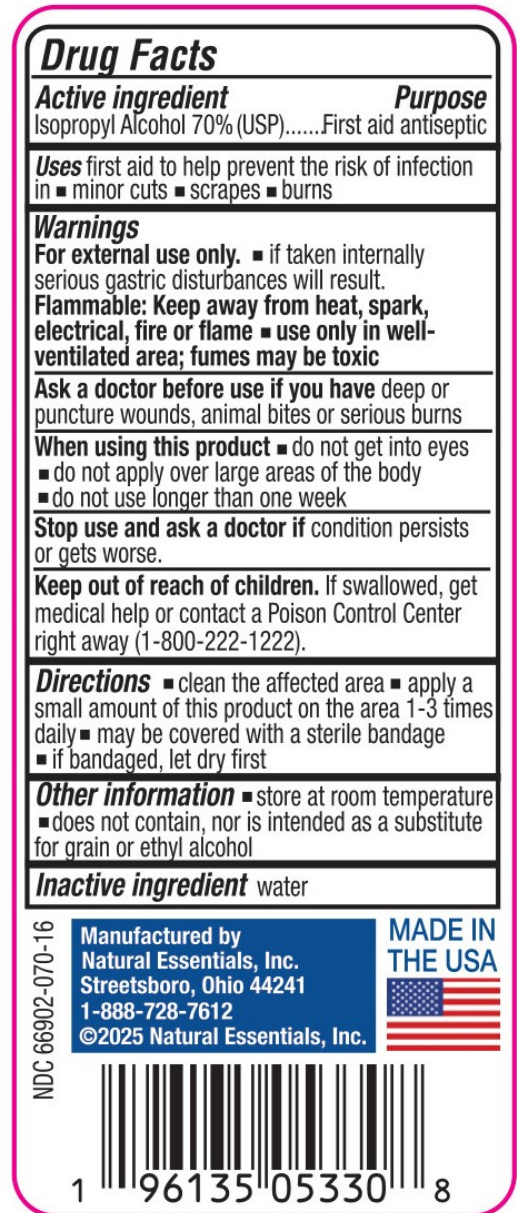 Drug Facts
Active ingredient Purpose
Isopropyl Alcohol 70% (USP)......First aid antiseptic
Uses first aid to help prevent the risk of infection
in ■ minor cuts ■ scrapes ■ burns
Warnings
For external use only. ■ if taken internally
serious gastric disturbances will result.
Flammable: Keep away from heat, spark,
electrical, fire or flame ■ use only in well-
ventilated area; fumes may be toxic
Ask a doctor before use if you have deep or
puncture wounds, animal bites or serious burns
When using this product ■ do not get into eyes
■ do not apply over large areas of the body
■ do not use longer than one week
Stop use and ask a doctor if condition persists
or gets worse.
Keep out of reach of children. If swallowed, get
medical help or contact a Poison Control Center
right away (1-800-222-1222).
Directions ■ clean the affected area ■ apply a
small amount of this product on the area 1-3 times
daily ■ may be covered with a sterile bandage
■ if bandaged, let dry first
Other information ■ store at room temperature
■ does not contain, nor is intended as a substitute
for grain or ethyl alcohol
Inactive ingredient water
NDC 66902-070-16
Manufactured by
Natural Essentials, Inc.
Streetsboro, Ohio 44241
1-888-728-7612
©2025 Natural Essentials, Inc.
MADE IN
THE USA
1 96135 05330 8